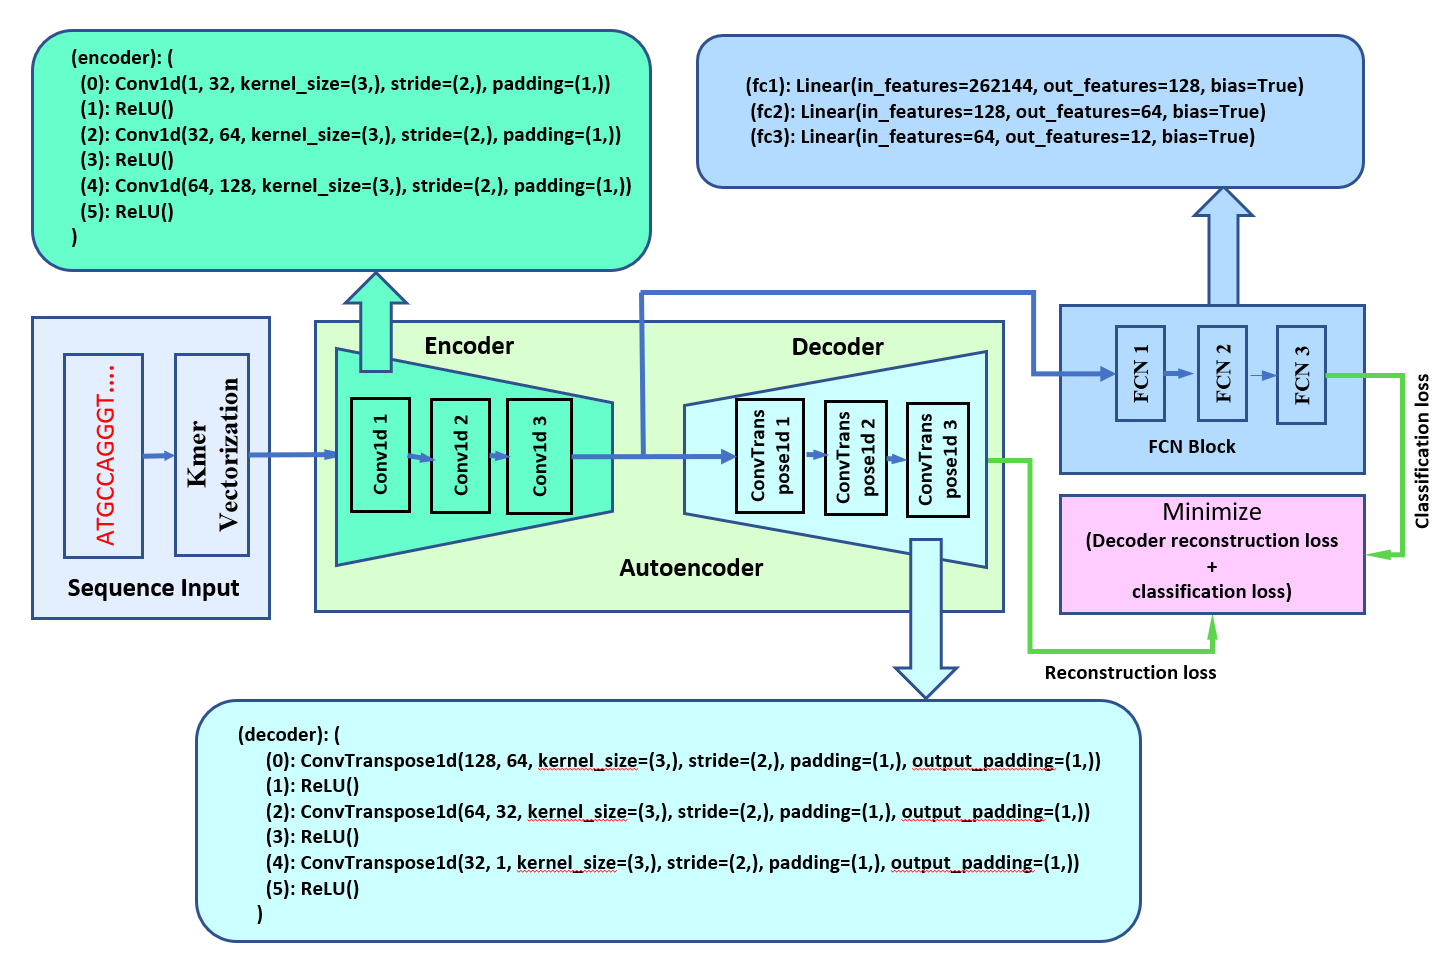 (encoder): (
(0): Conv1d(1, 32, kernel_size=(3,), stride=(2,), padding=(1,))
(1): ReLU()
(2): Conv1d(32, 64, kernel_size=(3,), stride=(2,), padding=(1,))
(3): ReLU()
(4): Conv1d(64, 128, kernel_size=(3,), stride=(2,), padding=(1,))
(5): ReLU()
)
(fc1): Linear(in_features=262144, out_features=128, bias=True)
(fc2): Linear(in_features=128, out_features=64, bias=True)
(fc3): Linear(in_features=64, out_features=12, bias=True)
ATGCCAGGGT....
Kmer
Vectorization
Sequence Input
Encoder
Conv1d 1
Conv1d 2
Conv1d 3
Decoder
ConvTrans
pose1d 1
ConvTrans
pose1d 2
ConvTrans
pose1d 3
Autoencoder
FCN 1
FCN 2
FCN 3
FCN Block
Classification loss
Minimize
(Decoder reconstruction loss
+
classification loss)
Reconstruction loss
(decoder): (
(0): ConvTranspose1d(128, 64, kernel_size=(3,), stride=(2,), padding=(1,), output_padding=(1,))
(1): ReLU()
(2): ConvTranspose1d(64, 32, kernel_size=(3,), stride=(2,), padding=(1,), output_padding=(1,))
(3): ReLU()
(4): ConvTranspose1d(32, 1, kernel_size=(3,), stride=(2,), padding=(1,), output_padding=(1,))
(5): ReLU()
)